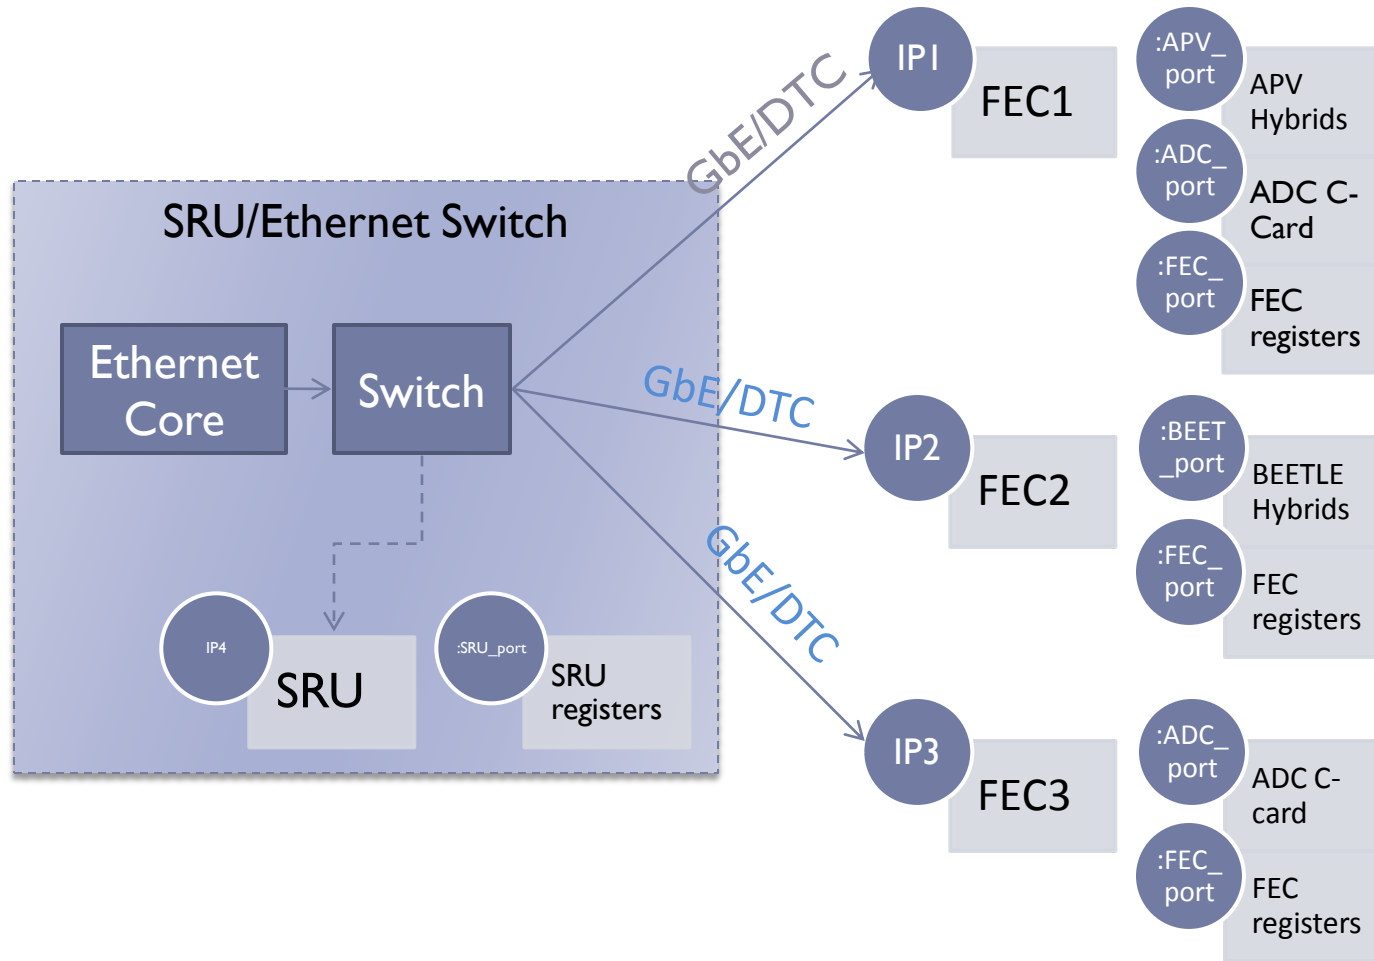 SRU/Ethernet Switch
Ethernet
Core
Switch
IP4
SRU
:SRU_port
SRU
registers
GbE/DTC
GbE/DTC
GbE/DTC
IP1
FEC1
:APV_
port
APV
Hybrids
:ADC_
port
ADC C-
Card
:FEC_
port
FEC
registers
IP2
FEC2
:BEET
_port
BEETLE
Hybrids
:FEC_
port
FEC
registers
IP3
FEC3
:ADC_
port
ADC C-
card
:FEC_
port
FEC
registers